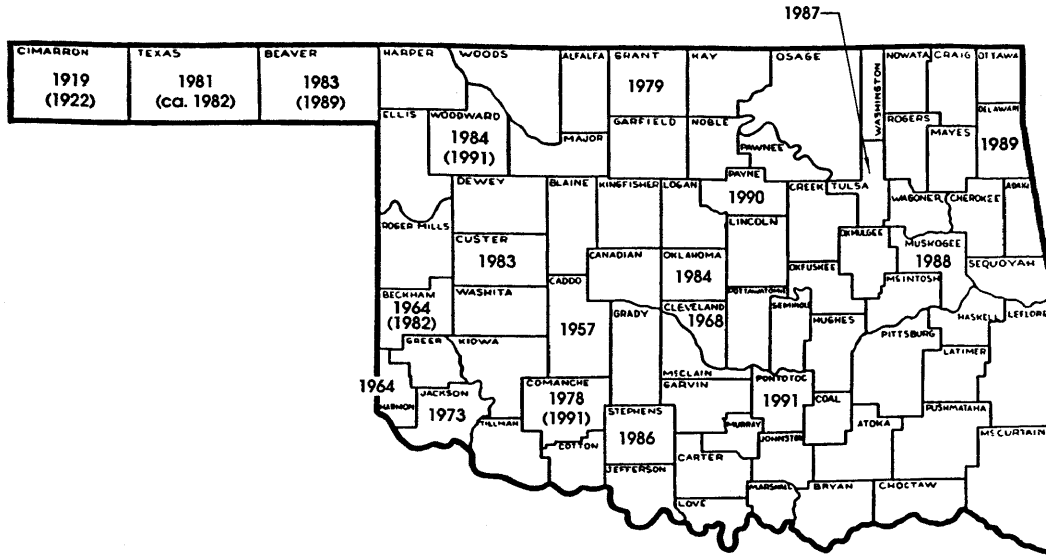 1987
CIMARRON
1919
(1922)
TEXAS
1981
(ca. 1982)
BEAVER
1983
(1989)
HARPER
WOODS
ALFALFA
GRANT
1979
KAY
OSAGE
WASHINGTON
NOWATA
CRAIG
OTTAWA
ELLIS
WOODWARD
1984
(1991)
MAJOR
GARFIELD
NOBLE
PAWNEE
ROGERS
MAYES
DELAWARE
1989
DEWEY
BLAINE
KINGFISHER
LOGAN
PAYNE
1990
CREEK
TULSA
WAGONER
CHEROKEE
ADAIR
ROGER MILLS
CUSTER
1983
CANADIAN
OKLAHOMA
1984
LINCOLN
OKFUSKEE
OKMULGEE
MUSKOGEE
1988
SEQUOYAH
BECKHAM
1964
(1982)
WASHITA
CADDO
1957
GRADY
CLEVELAND
1968
POTTAWATOMIE
SEMINOLE
HUGHES
MCINTOSH
PITTSBURG
HASKELL
LEFLORE
GREER
KIOWA
MCCLAIN
LATIMER
1964
HARMON
JACKSON
1973
TILLMAN
COMANCHE
1978
(1991)
COTTON
STEPHENS
1986
GARVIN
MURRAY
PONTOTOC
1991
COAL
ATOKA
PUSHMATAHA
MCCURTAIN
JEFFERSON
CARTER
JOHNSTON
LOVE
MARSHALL
BRYAN
CHOCTAW